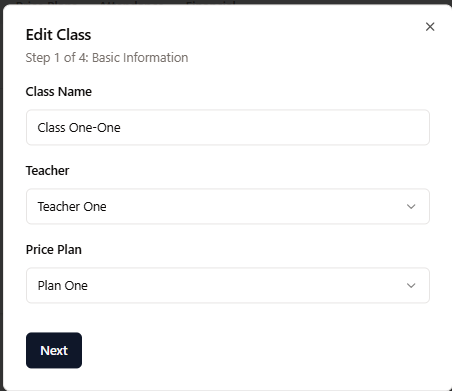 Edit Class
Step 1 of 4: Basic Information
Class Name
Class One-One
Teacher
Teacher One
Price Plan
Plan One
Next